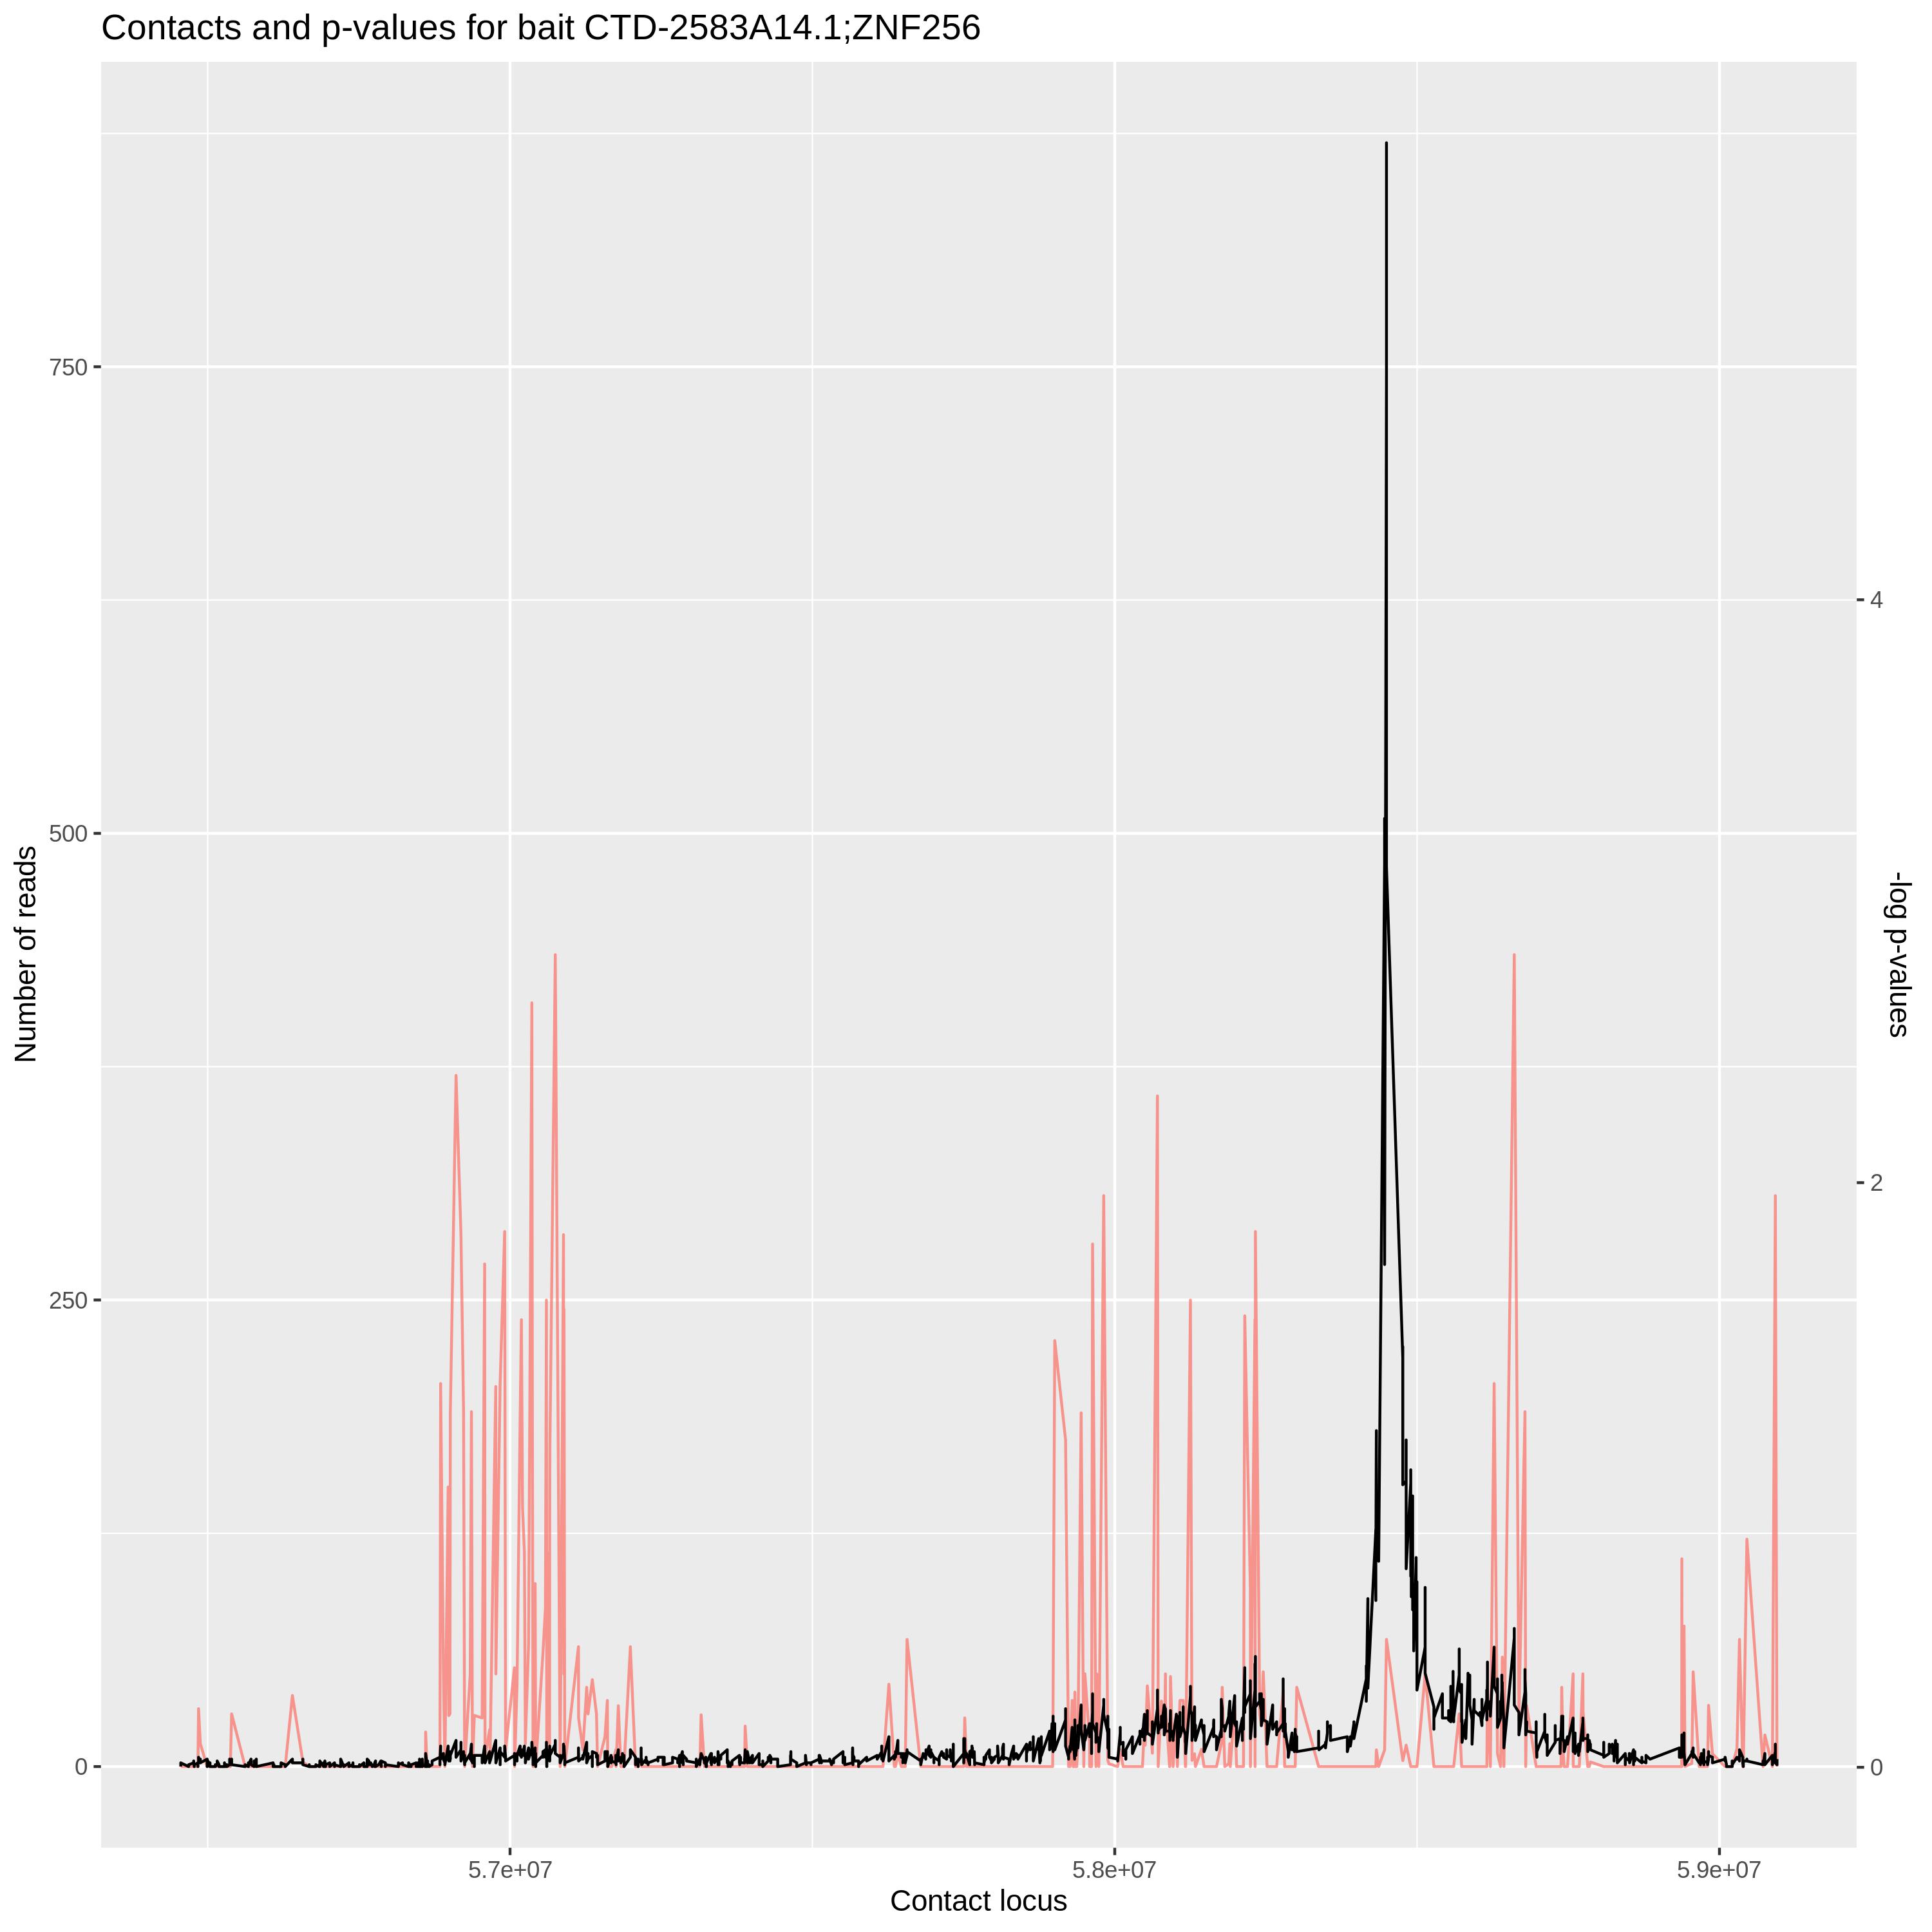 Contacts and p-values for bait CTD-2583A14.1;ZNF256
750
500
250
0
Number of reads
4
2
0
-log p-values
5.7e+07
5.8e+07
5.9e+07
Contact locus